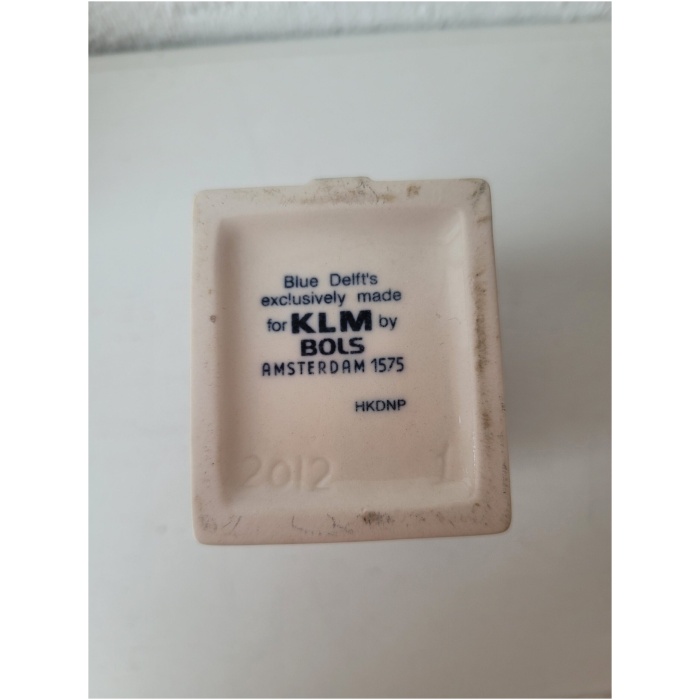 Blue Delft's
exclusively made
for KLM by
BOLS
AMSTERDAM 1575
HKDNP
2012 1